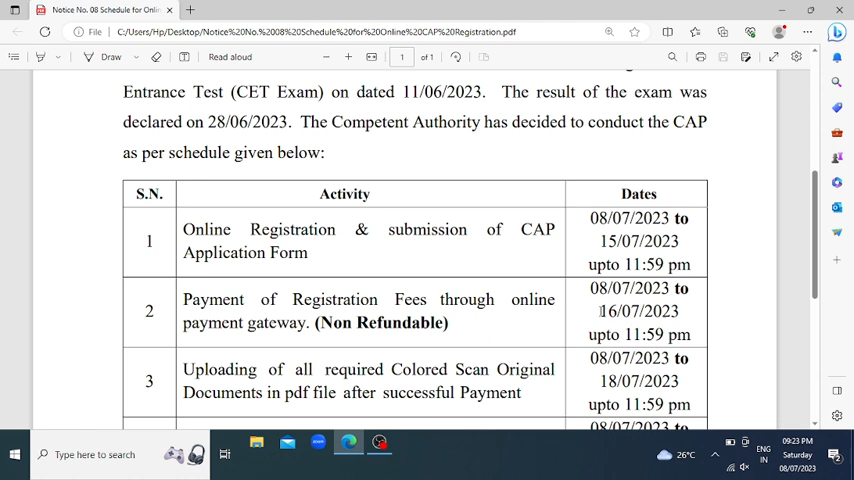 Notice No. 08 Schedule for Onlin
File
C:/Users/Hp/Desktop/Notice%20No.%2008%20Schedule%20for%20Online%20CAP%20Registration.pdf
Draw
Read aloud
1
of 1
Entrance Test (CET Exam) on dated 11/06/2023. The result of the exam was
declared on 28/06/2023. The Competent Authority has decided to conduct the CAP
as per schedule given below:
S.N. Activity Dates
1 Online Registration & submission of CAP Application Form 08/07/2023 to
15/07/2023
upto 11:59 pm
2 Payment of Registration Fees through online payment gateway. (Non Refundable) 08/07/2023 to
16/07/2023
upto 11:59 pm
3 Uploading of all required Colored Scan Original Documents in pdf file after successful Payment 08/07/2023 to
18/07/2023
upto 11:59 pm
08/07/2023 to
Type here to search
zoom
26°C
ENG
IN
09:23 PM
Saturday
08/07/2023
2